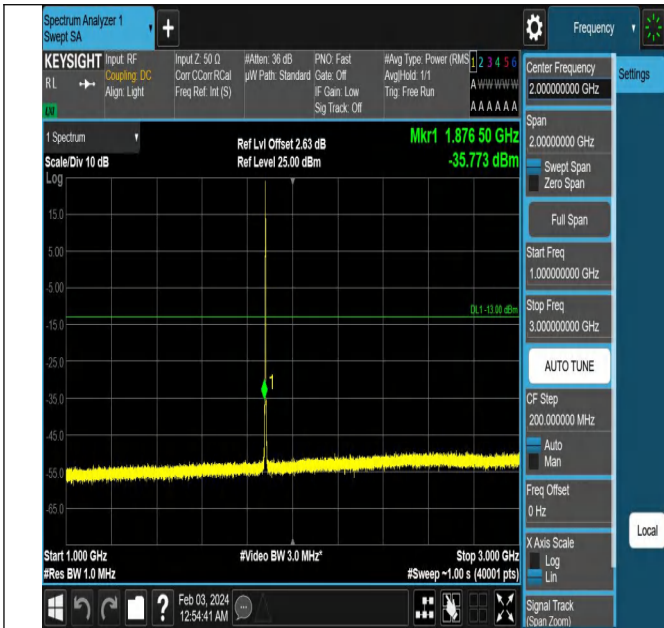 Spectrum Analyzer 1
Swept SA
Frequency
KEYSIGHT
RL
LXI
Input: RF
Coupling: DC
Align: Light
Input Z: 50 Ω
Corr CCorr RCal
Freq Ref: Int (S)
#Atten: 36 dB
µW Path: Standard
PNO: Fast
Gate: Off
IF Gain: Low
Sig Track: Off
#Avg Type: Power (RMS
Avg|Hold: 1/1
Trig: Free Run
1 2 3 4 5 6
A W W W W W
A A A A A A
Center Frequency
2.000000000 GHz
Settings
Span
2.00000000 GHz
Swept Span
Zero Span
Full Span
Start Freq
1.000000000 GHz
Stop Freq
3.000000000 GHz
AUTO TUNE
CF Step
200.000000 MHz
Auto
Man
Freq Offset
0 Hz
X Axis Scale
Log
Lin
Signal Track
(Span Zoom)
Local
1 Spectrum
Scale/Div 10 dB
Log
Ref Lvl Offset 2.63 dB
Ref Level 25.00 dBm
Mkr1 1.876 50 GHz
-35.773 dBm
15.0
5.00
-5.00
DL1 -13.00 dBm
-15.0
-25.0
1
-35.0
-45.0
-55.0
-65.0
Start 1.000 GHz
#Res BW 1.0 MHz
#Video BW 3.0 MHz*
Stop 3.000 GHz
#Sweep ~1.00 s (40001 pts)
Feb 03, 2024
12:54:41 AM